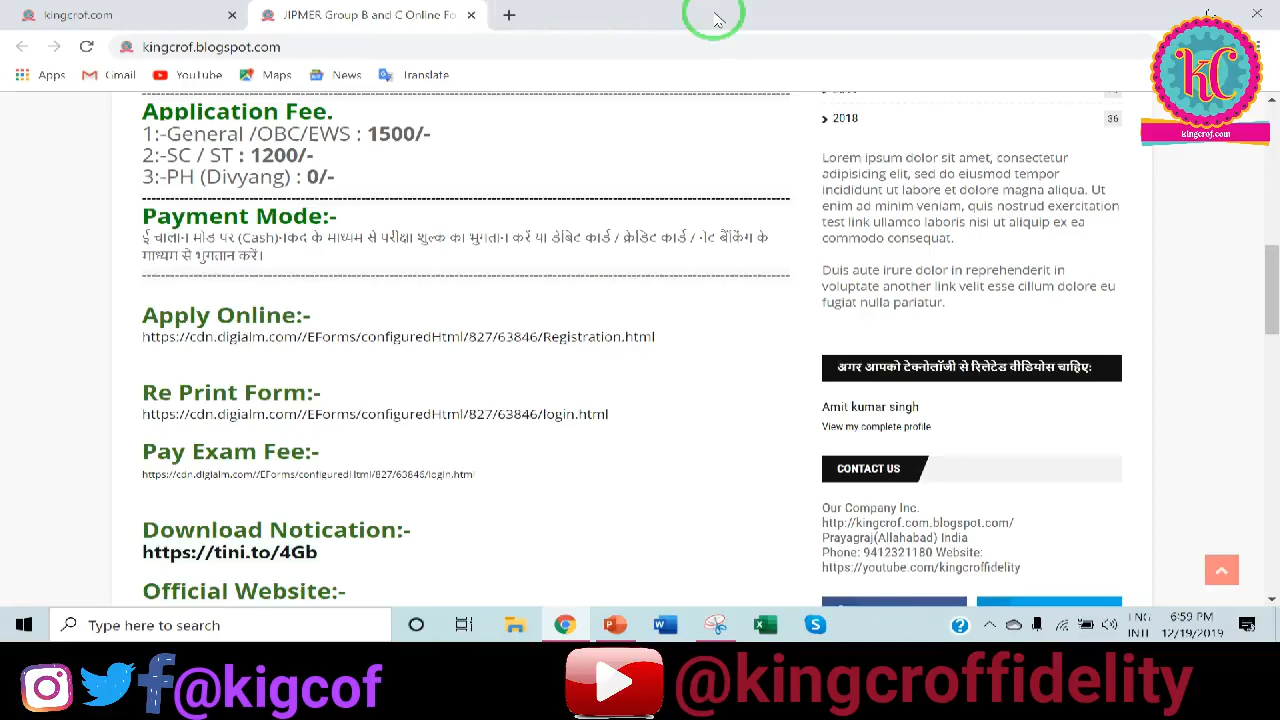 kingcrof.com
JIPMER Group B and C Online Fo
kingcrof.blogspot.com
Apps
Gmail
YouTube
Maps
News
Translate
kC
kingcrof.com
Application Fee.
1:-General /OBC/EWS : 1500/-
2:-SC / ST : 1200/-
3:-PH (Divyang) : 0/-
Payment Mode:-
ई चालान मोड पर (Cash)नकद के माध्यम से परीक्षा शुल्क का भुगतान करें या डेबिट कार्ड / क्रेडिट कार्ड / नेट बैंकिंग के
माध्यम से भुगतान करें।
Apply Online:-
https://cdn.digialm.com//EForms/configuredHtml/827/63846/Registration.html
Re Print Form:-
https://cdn.digialm.com//EForms/configuredHtml/827/63846/login.html
Pay Exam Fee:-
https://cdn.digialm.com//EForms/configuredHtml/827/63846/login.html
Download Notication:-
https://tini.to/4Gb
Official Website:-
2018
36
Lorem ipsum dolor sit amet, consectetur
adipisicing elit, sed do eiusmod tempor
incididunt ut labore et dolore magna aliqua. Ut
enim ad minim veniam, quis nostrud exercitation
test link ullamco laboris nisi ut aliquip ex ea
commodo consequat.
Duis aute irure dolor in reprehenderit in
voluptate another link velit esse cillum dolore eu
fugiat nulla pariatur.
अगर आपको टेक्नोलॉजी से रिलेटेड वीडियोस चाहिए:
Amit kumar singh
View my complete profile
CONTACT US
Our Company Inc.
http://kingcrof.com.blogspot.com/
Prayagraj(Allahabad) India
Phone: 9412321180 Website:
https://youtube.com/kingcroffidelity
Type here to search
ENG
INTL
6:59 PM
12/19/2019
@kigcof
@kingcroffidelity